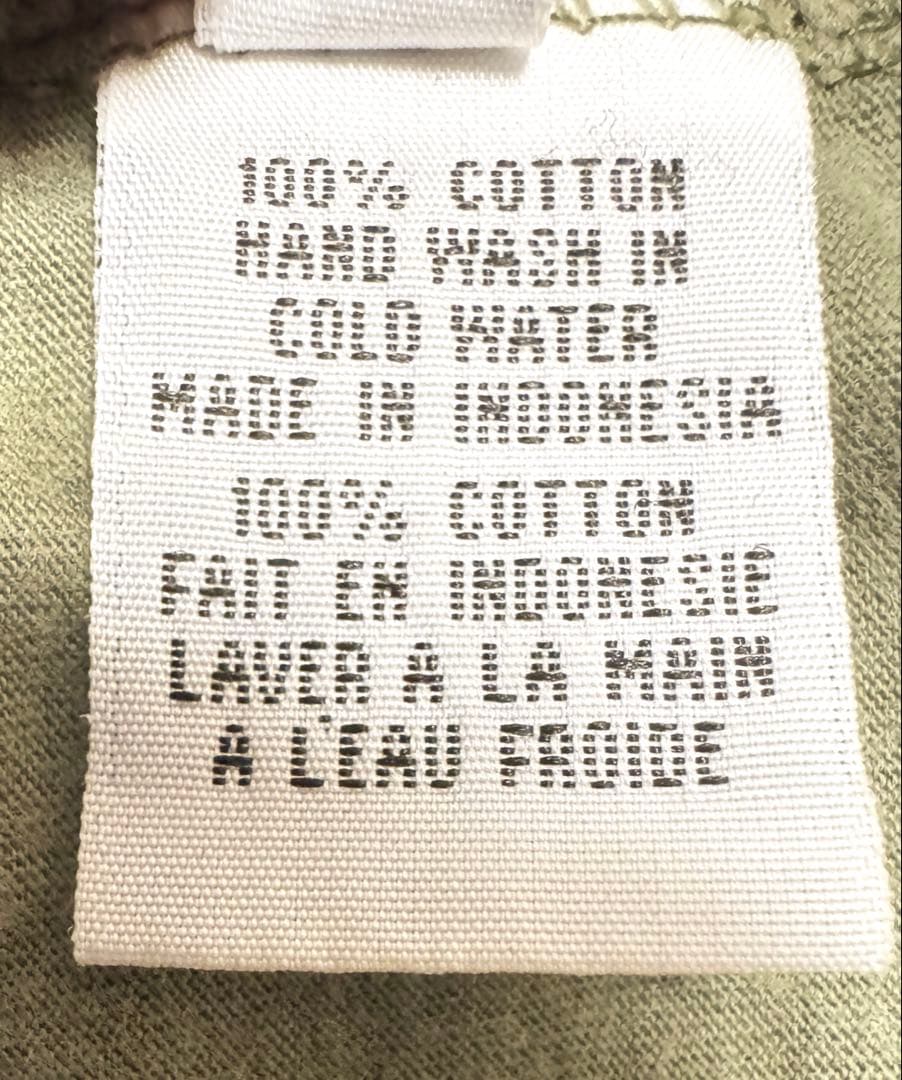 100% COTTON
HAND WASH IN
COLD WATER
MADE IN INDONESIA
100% COTTON
FAIT EN INDONESIE
LAVER A LA MAIN
A L'EAU FROIDE